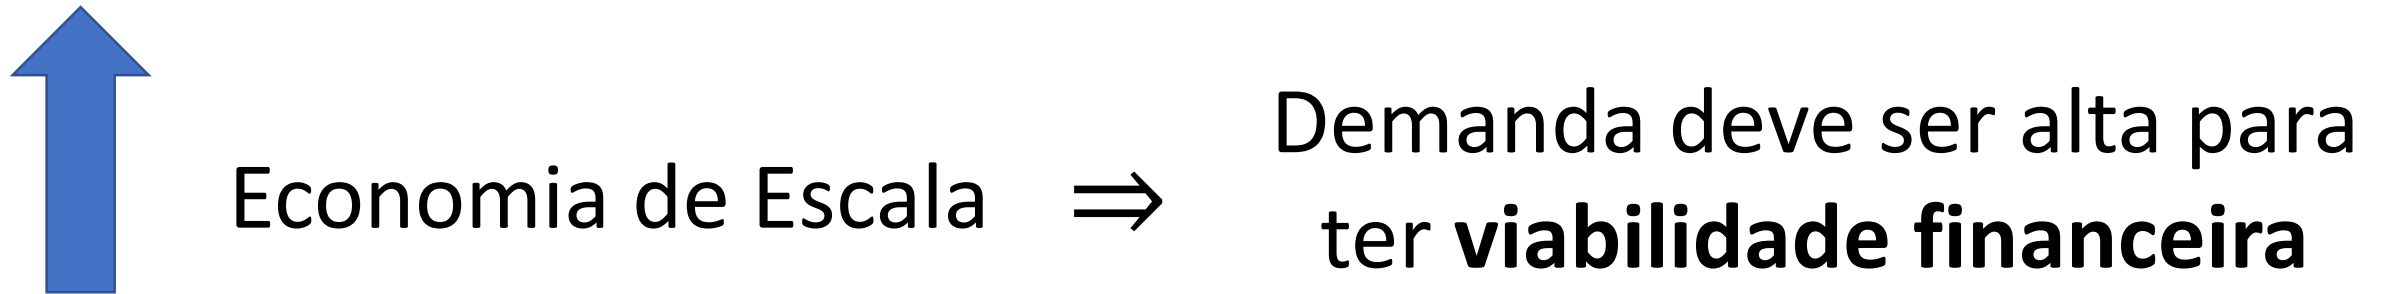 Economia de Escala ⇒
Demanda deve ser alta para
ter viabilidade financeira